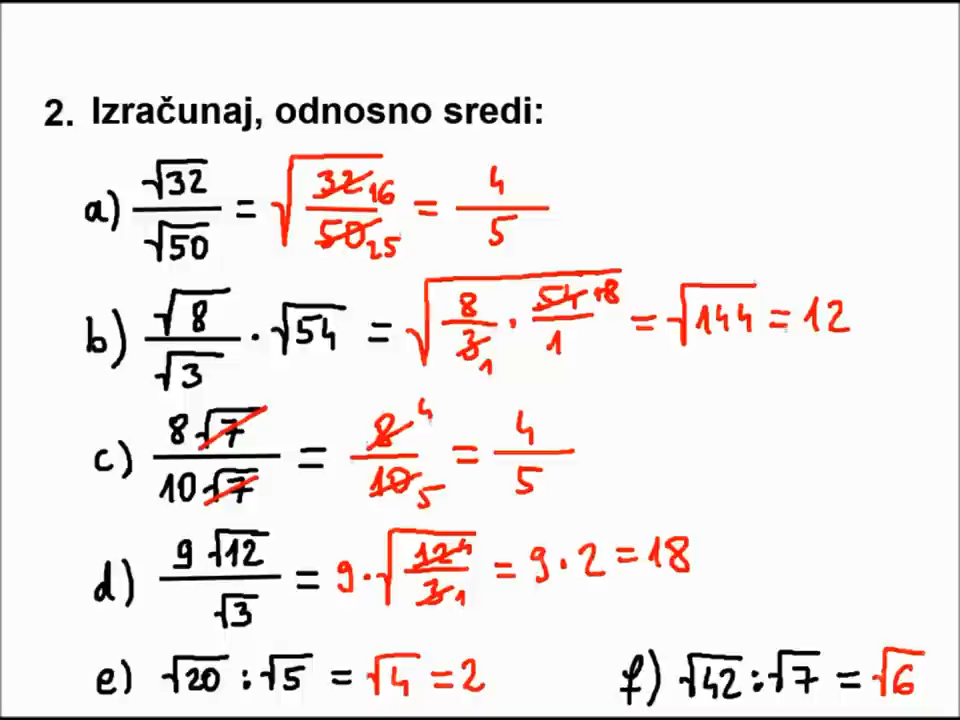 2. Izračunaj, odnosno sredi:
a) √32/√50 = √(32 16/50 25) = 4/5
b) √8/√3 · √54 = √(8/3 1 · 54 18/1) = √144 = 12
c) 8√7/10√7 = 8 4/10 5 = 4/5
d) 9√12/√3 = 9·√(12 4/3 1) = 9·2 = 18
e) √20 : √5 = √4 = 2 f) √42 : √7 = √6